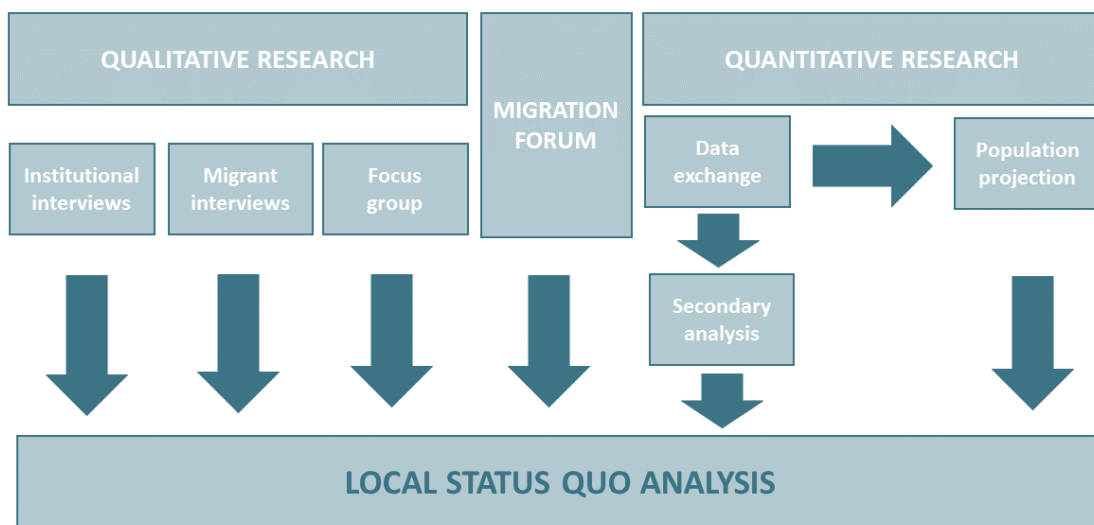 QUALITATIVE RESEARCH
MIGRATION
FORUM
QUANTITATIVE RESEARCH
Institutional
interviews
Migrant
interviews
Focus
group
Data
exchange
Population
projection
Secondary
analysis
LOCAL STATUS QUO ANALYSIS